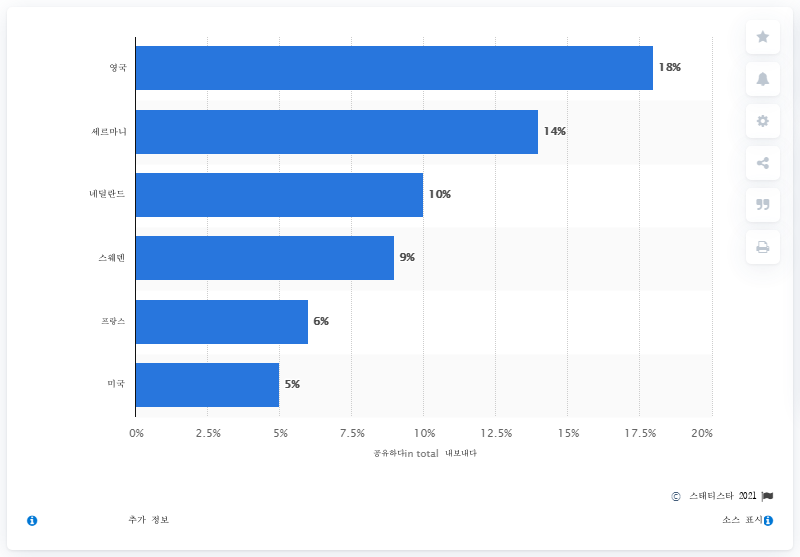 영국 18%
세르마니 14%
네덜란드 10%
스웨덴 9%
프랑스 6%
미국 5%
0% 2.5% 5% 7.5% 10% 12.5% 15% 17.5% 20%
공유하다in total 내보내다
© 스태티스타 2021
추가 정보 소스 표시